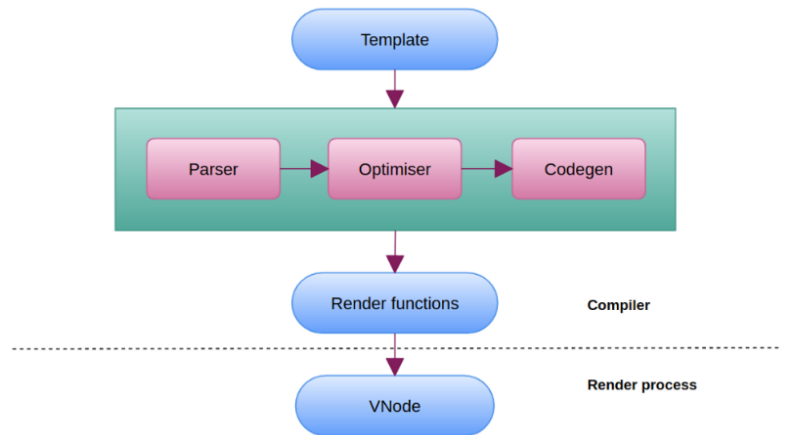 Template
Parser
Optimiser
Codegen
Render functions
Compiler
Render process
VNode